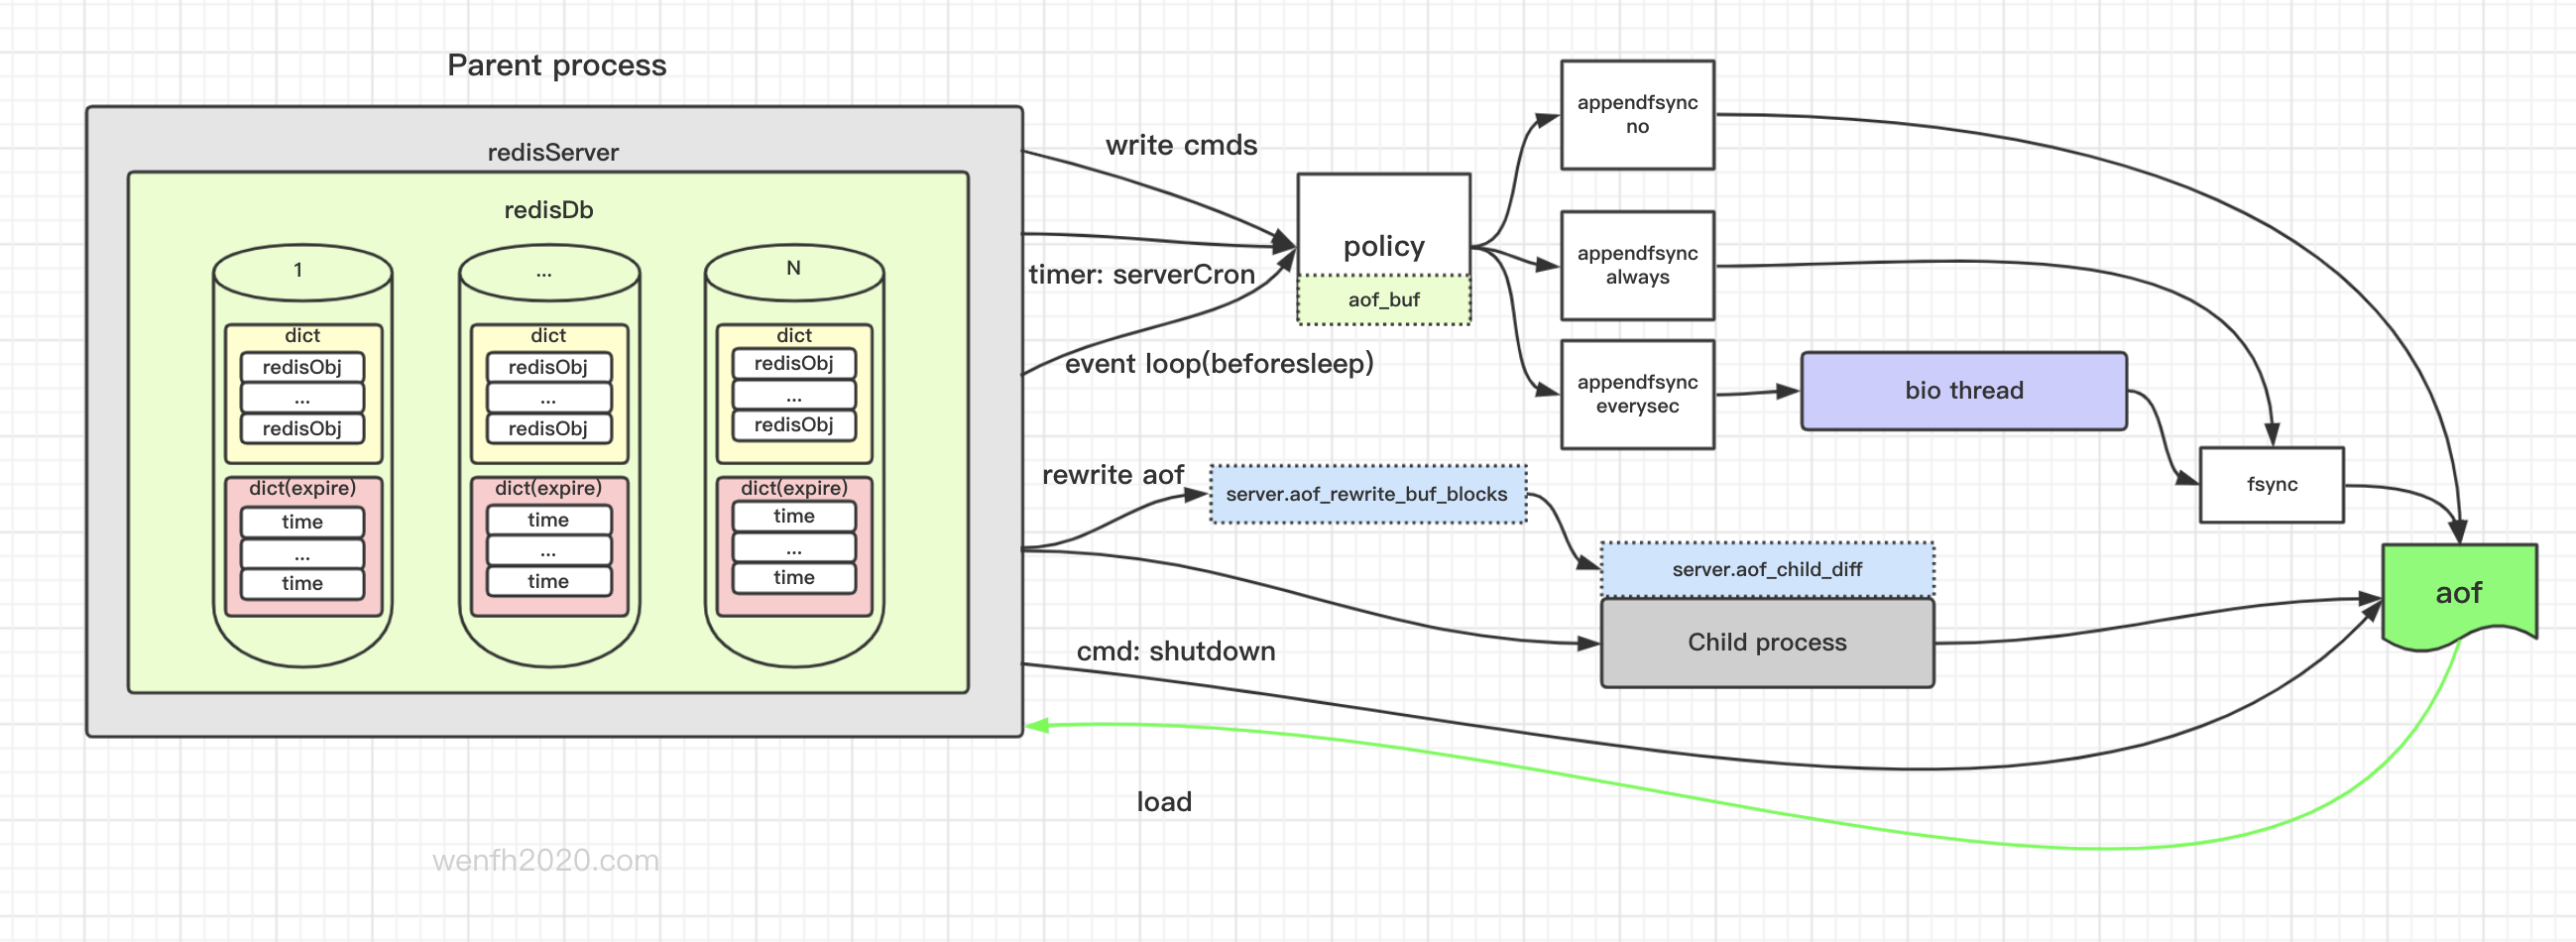 Parent process
redisServer
redisDb
1
...
N
dict
redisObj
...
redisObj
dict(expire)
time
...
time
dict
redisObj
...
redisObj
dict(expire)
time
...
time
dict
redisObj
...
redisObj
dict(expire)
time
...
time
write cmds
timer: serverCron
event loop(beforesleep)
policy
aof_buf
appendfsync
no
appendfsync
always
appendfsync
everysec
bio thread
fsync
rewrite aof
server.aof_rewrite_buf_blocks
server.aof_child_diff
Child process
aof
cmd: shutdown
load
wenfh2020.com